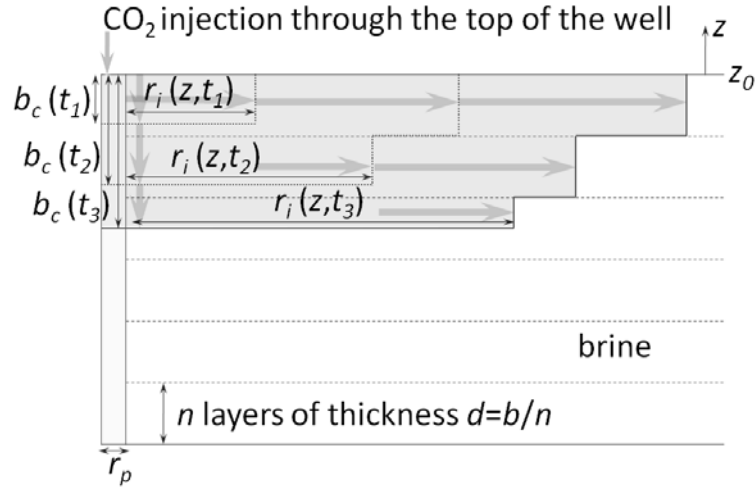 CO2 injection through the top of the well
z
z0
bc(t1)
ri(z,t1)
bc(t2)
ri(z,t2)
bc(t3)
ri(z,t3)
brine
n layers of thickness d=b/n
rp